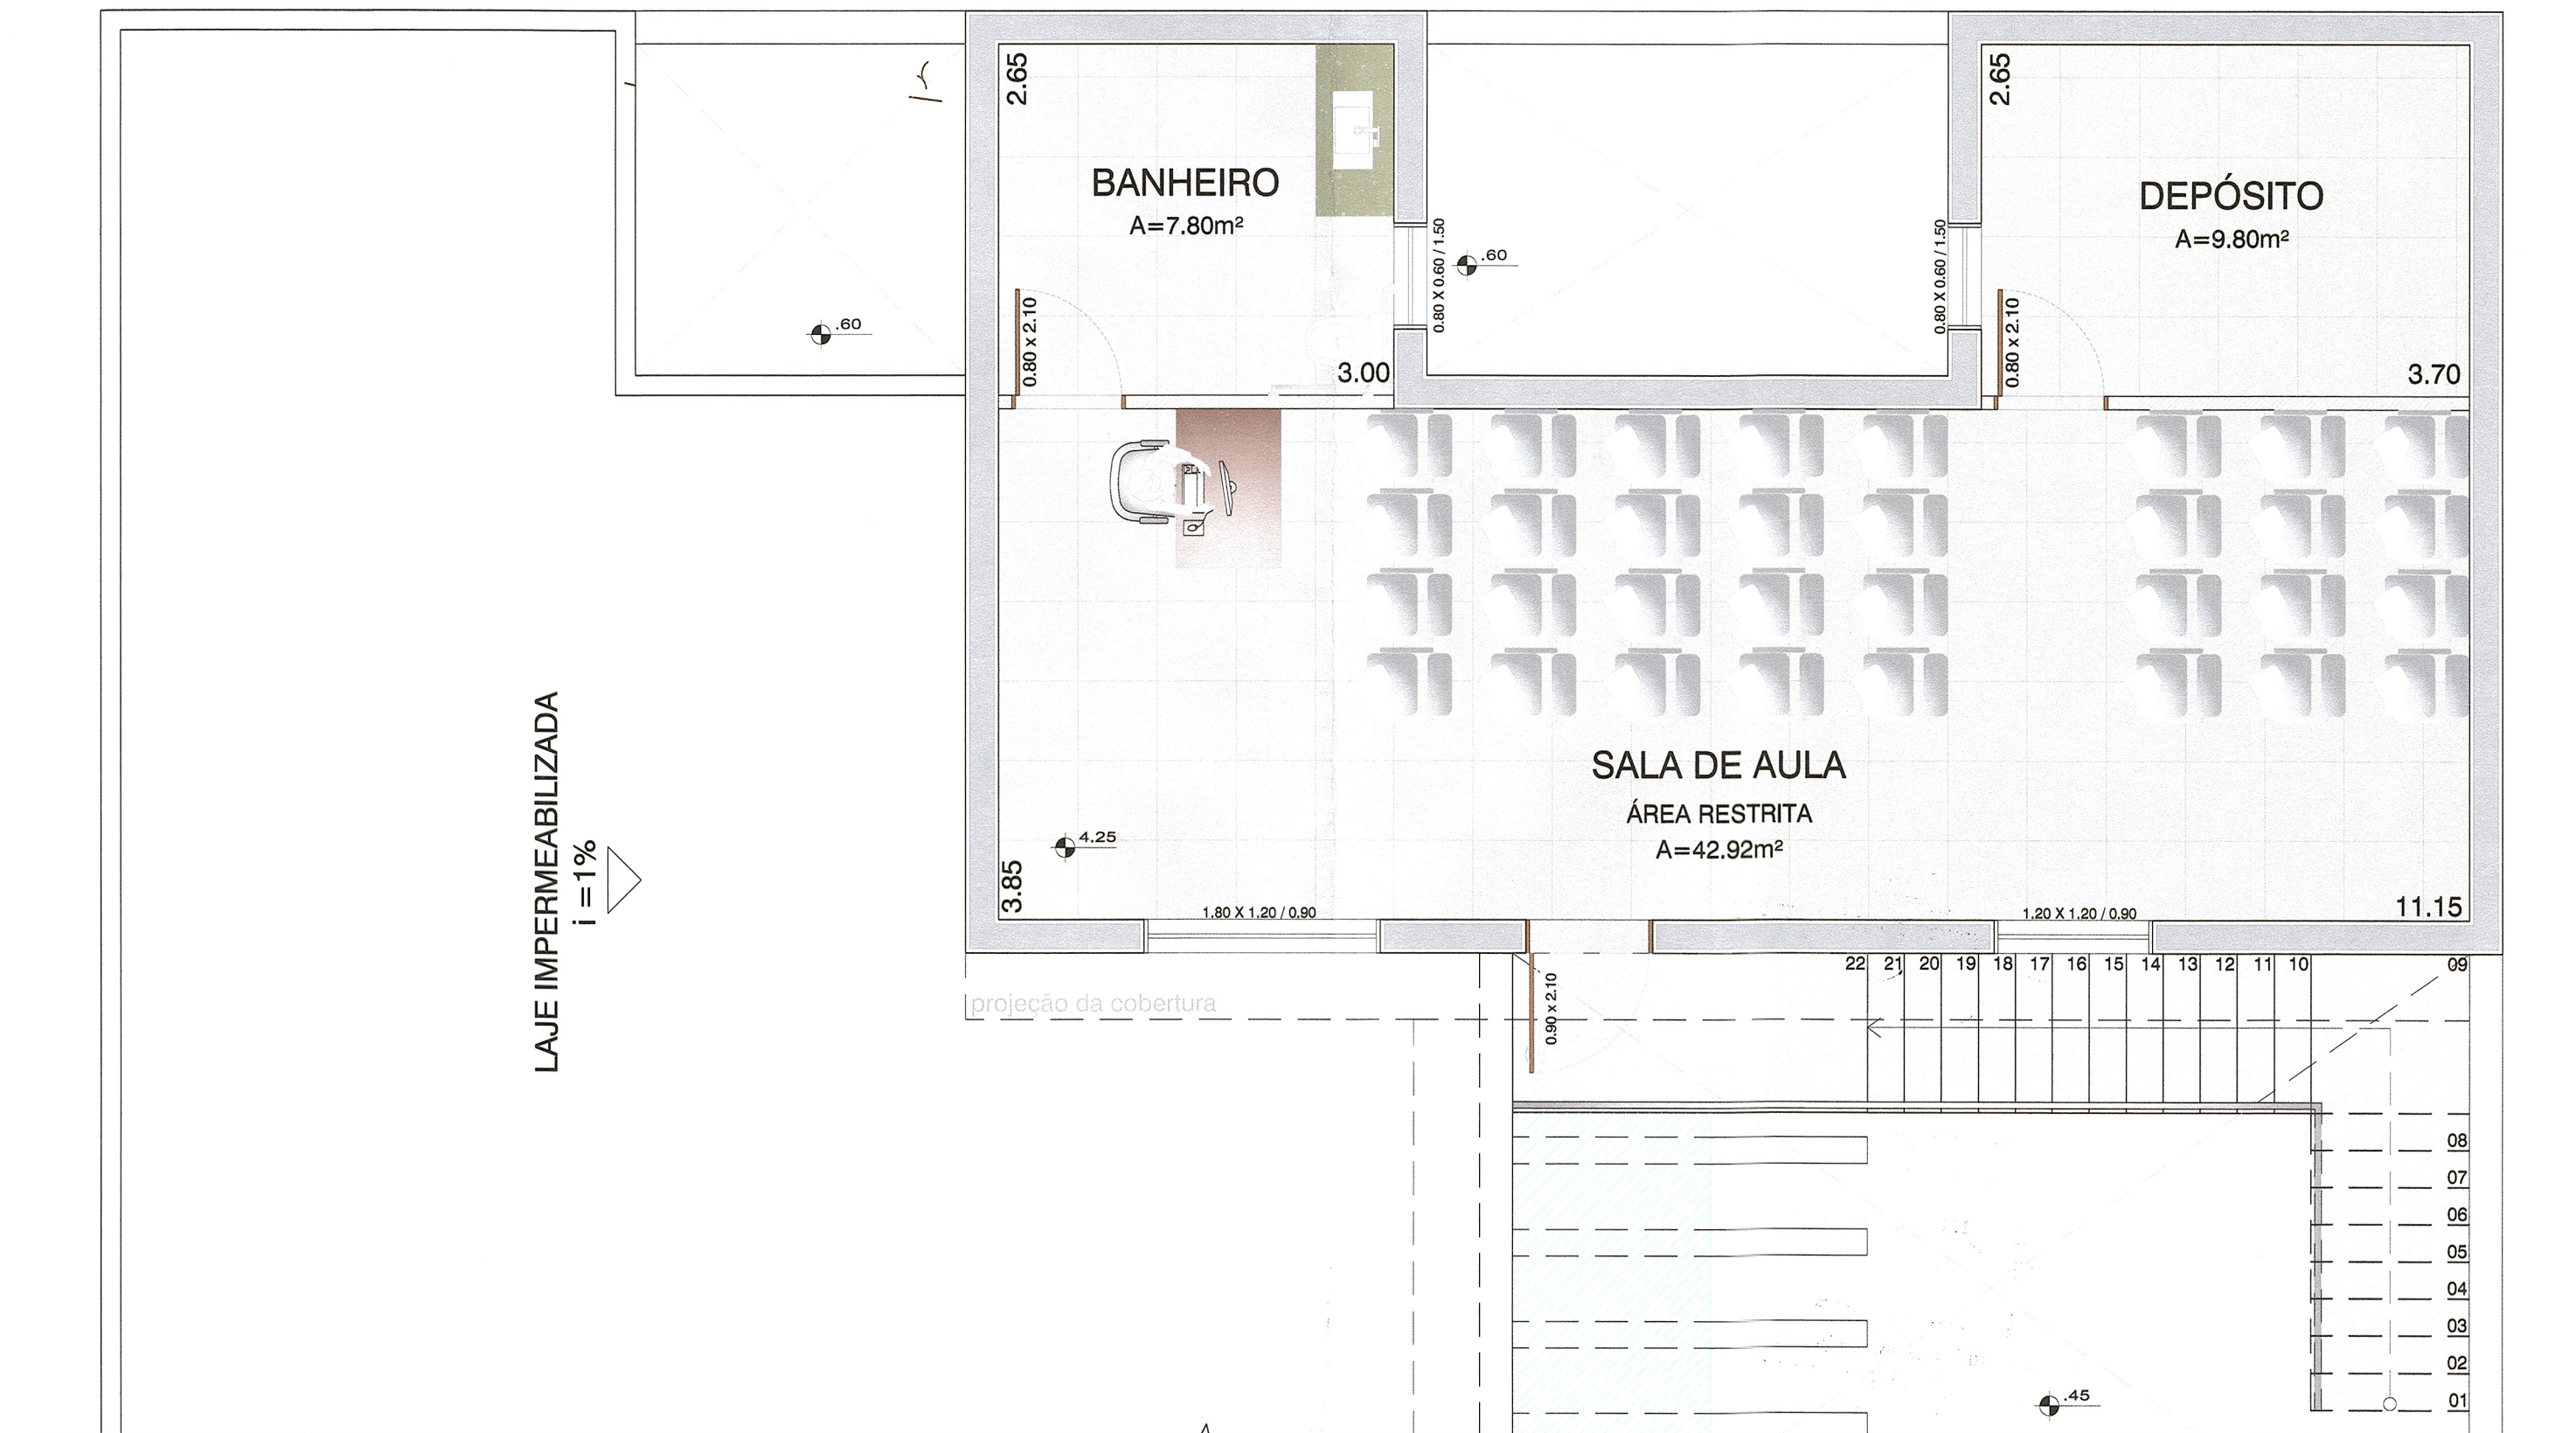 2.65
BANHEIRO
A=7.80m²
0.80 x 2.10
3.00
.60
0.80 X 0.60 / 1.50
.60
0.80 X 0.60 / 1.50
2.65
DEPÓSITO
A=9.80m²
0.80 x 2.10
3.70
LAJE IMPERMEABILIZADA
i =1%
SALA DE AULA
ÁREA RESTRITA
A=42.92m²
4.25
3.85
1.80 X 1.20 / 0.90
1.20 X 1.20 / 0.90
11.15
projeção da cobertura
0.90 x 2.10
22 21 20 19 18 17 16 15 14 13 12 11 10 09
08
07
06
05
04
03
02
01
.45